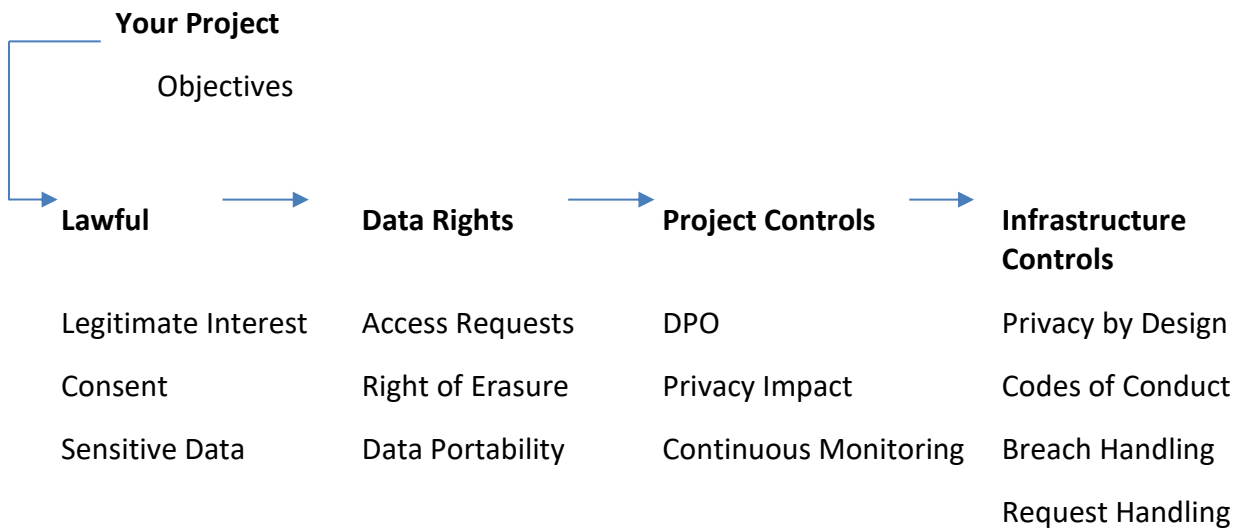 Your Project
Objectives
Lawful
Data Rights
Project Controls
Infrastructure
Controls
Legitimate Interest
Access Requests
DPO
Privacy by Design
Consent
Right of Erasure
Privacy Impact
Codes of Conduct
Sensitive Data
Data Portability
Continuous Monitoring
Breach Handling
Request Handling